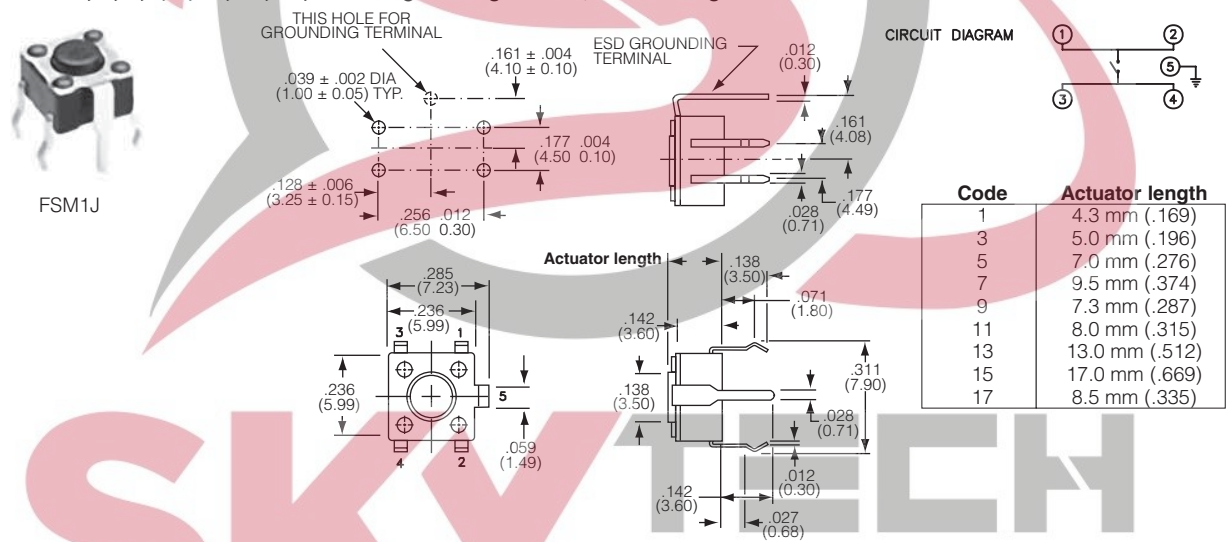 THIS HOLE FOR
GROUNDING TERMINAL
.039 ± .002 DIA
(1.00 ± 0.05) TYP.
.161 ± .004
(4.10 ± 0.10)
.177 .004
(4.50 0.10)
.128 ± .006
(3.25 ± 0.15)
.256 .012
(6.50 0.30)
FSM1J
ESD GROUNDING
TERMINAL
.012
(0.30)
.161
(4.08)
.177
(4.49)
.028
(0.71)
CIRCUIT DIAGRAM
1 2
5
3 4
Code Actuator length
1 4.3 mm (.169)
3 5.0 mm (.196)
5 7.0 mm (.276)
7 9.5 mm (.374)
9 7.3 mm (.287)
11 8.0 mm (.315)
13 13.0 mm (.512)
15 17.0 mm (.669)
17 8.5 mm (.335)
.285
(7.23)
.236
(5.99)
3 1
.236
(5.99)
5
4 2
.059
(1.49)
Actuator length
.138
(3.50)
.071
(1.80)
.142
(3.60)
.138
(3.50)
.311
(7.90)
.028
(0.71)
.012
(0.30)
.142
(3.60)
.027
(0.68)
SKYTECH